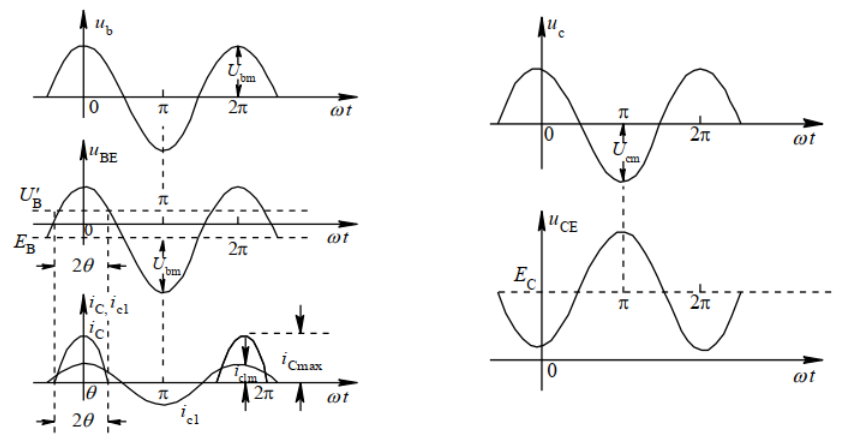 u_b
U_bm
0
π
2π
ωt
u_BE
U'_B
π
0
E_B
2π
ωt
2θ
U_bm
i_C, i_c1
i_C
i_c1m
i_Cmax
θ
π
2π
ωt
2θ
i_c1
u_c
π
0
2π
ωt
U_cm
u_CE
E_C
π
2π
0
ωt